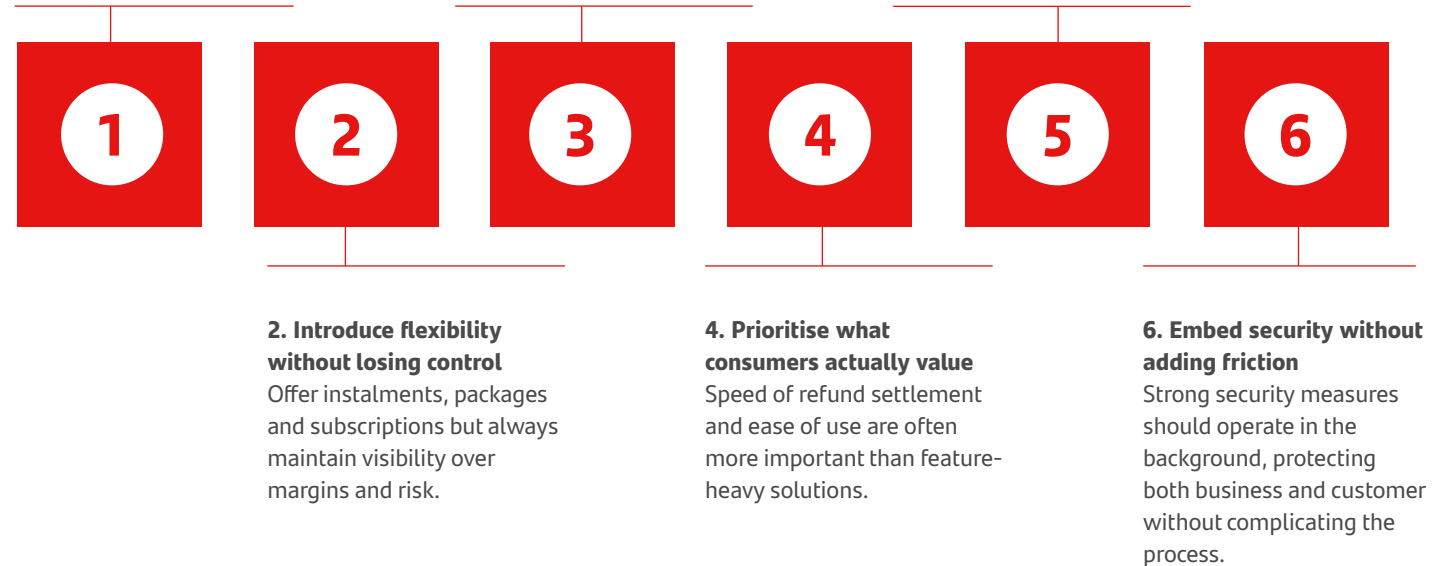 1
2
3
4
5
6
2. Introduce flexibility
without losing control
Offer instalments, packages
and subscriptions but always
maintain visibility over
margins and risk.
4. Prioritise what
consumers actually value
Speed of refund settlement
and ease of use are often
more important than feature-
heavy solutions.
6. Embed security without
adding friction
Strong security measures
should operate in the
background, protecting
both business and customer
without complicating the
process.